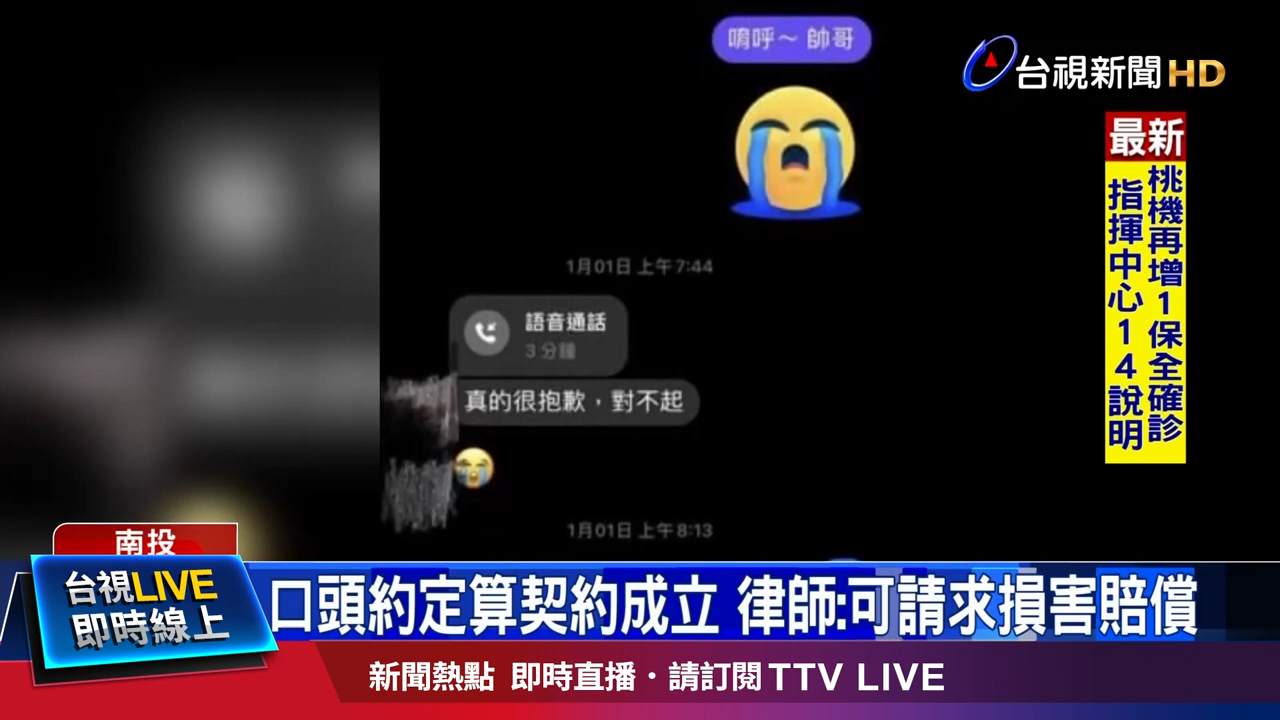 唷呼～ 帥哥
台視新聞HD
最新
桃機再增1保全確診
指揮中心14說明
1月01日 上午7:44
語音通話
3 分鐘
真的很抱歉，對不起
1月01日 上午8:13
南投
台視LIVE
即時線上
口頭約定算契約成立 律師:可請求損害賠償
新聞熱點 即時直播・請訂閱TTV LIVE